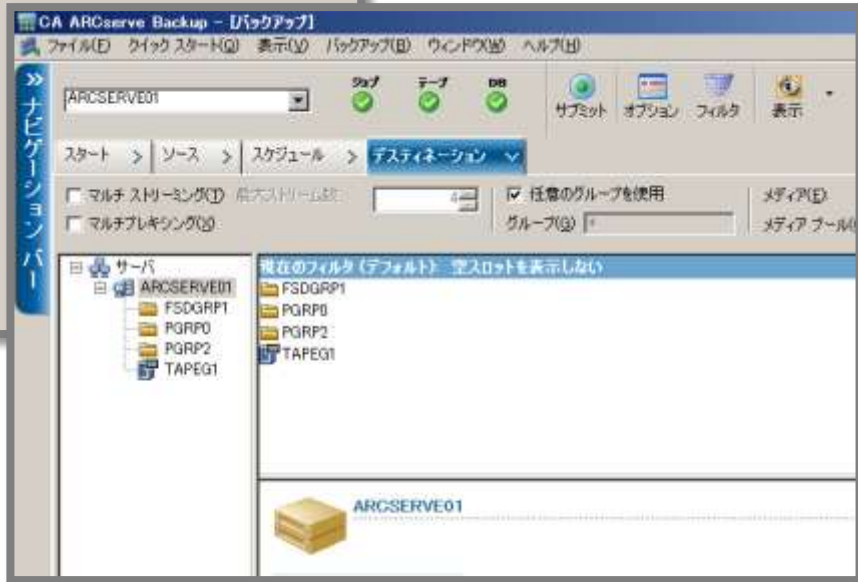 CA ARCserve Backup - [バックアップ]
ファイル(F) クイック スタート(Q) 表示(V) バックアップ(B) ウィンドウ(W) ヘルプ(H)
ARCSERVE01
ジョブ テープ DB
サブミット オプション フィルタ 表示
ナビゲーション バー
スタート > ソース > スケジュール > デスティネーション
マルチ ストリーミング(T) 最大ストリーム数: 4
マルチプレキシング(X)
任意のグループを使用
グループ(G) *
メディア(E)
メディア プール(
サーバ
ARCSERVE01
FSDGRP1
PGRP0
PGRP2
TAPEG1
現在のフィルタ (デフォルト): 空スロットを表示しない
FSDGRP1
PGRP0
PGRP2
TAPEG1
ARCSERVE01